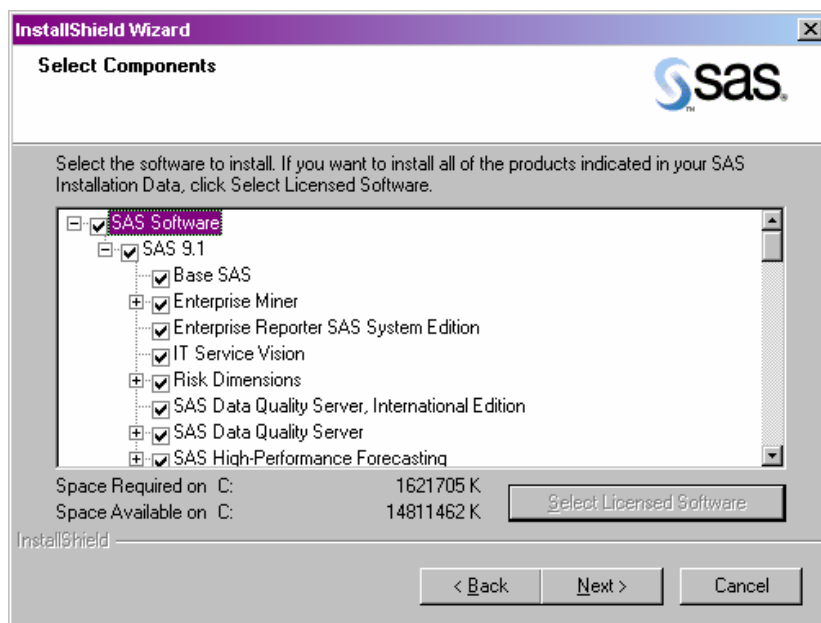 InstallShield Wizard
Select Components
sas.
TM
Select the software to install. If you want to install all of the products indicated in your SAS
Installation Data, click Select Licensed Software.
SAS Software
SAS 9.1
Base SAS
Enterprise Miner
Enterprise Reporter SAS System Edition
IT Service Vision
Risk Dimensions
SAS Data Quality Server, International Edition
SAS Data Quality Server
SAS High-Performance Forecasting
Space Required on C: 1621705 K
Select Licensed Software
Space Available on C: 14811462 K
InstallShield
< Back Next > Cancel